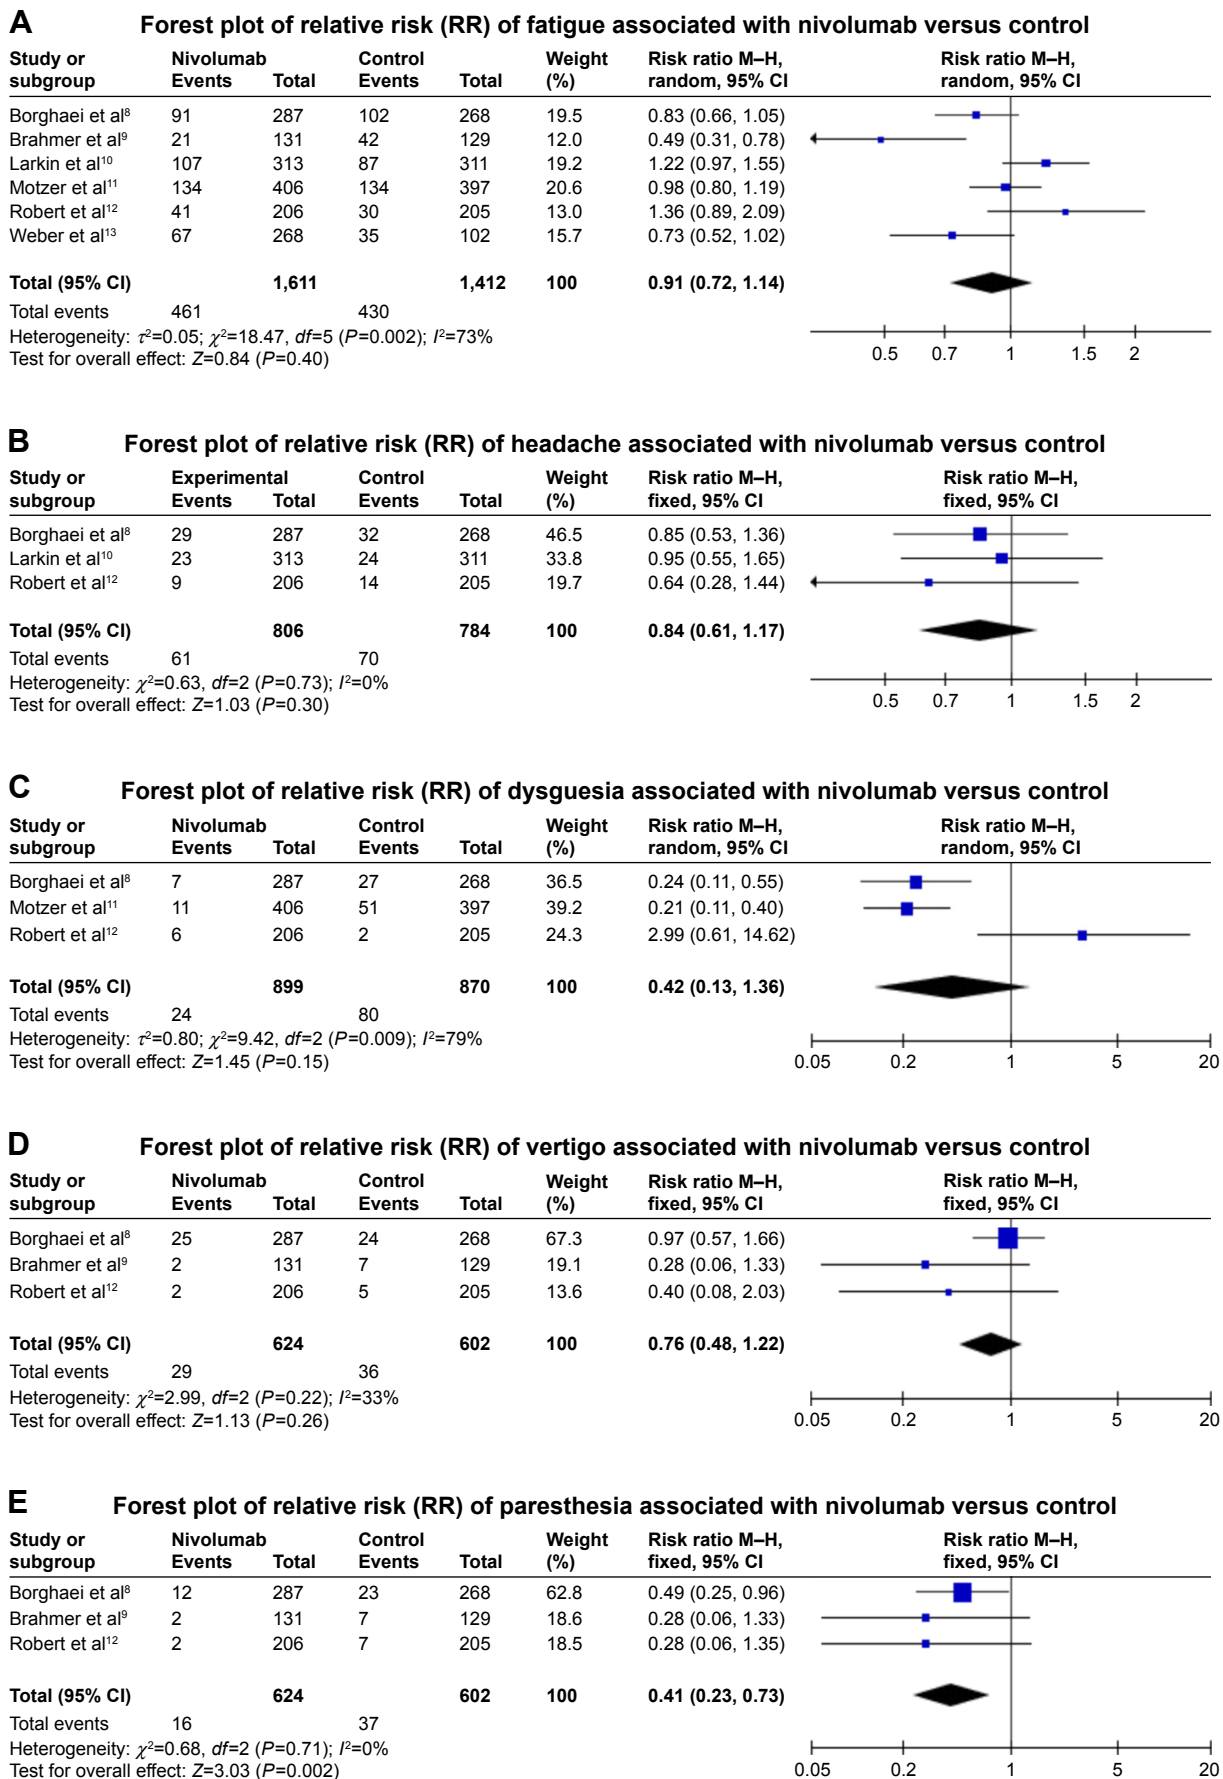 A Forest plot of relative risk (RR) of fatigue associated with nivolumab versus control
Study or Nivolumab Control Weight Risk ratio M–H, Risk ratio M–H,
subgroup Events Total Events Total (%) random, 95% CI random, 95% CI
Borghaei et al⁸ 91 287 102 268 19.5 0.83 (0.66, 1.05)
Brahmer et al⁹ 21 131 42 129 12.0 0.49 (0.31, 0.78)
Larkin et al¹⁰ 107 313 87 311 19.2 1.22 (0.97, 1.55)
Motzer et al¹¹ 134 406 134 397 20.6 0.98 (0.80, 1.19)
Robert et al¹² 41 206 30 205 13.0 1.36 (0.89, 2.09)
Weber et al¹³ 67 268 35 102 15.7 0.73 (0.52, 1.02)
Total (95% CI) 1,611 1,412 100 0.91 (0.72, 1.14)
Total events 461 430
Heterogeneity: τ²=0.05; χ²=18.47, df=5 (P=0.002); I²=73%
Test for overall effect: Z=0.84 (P=0.40)
0.5 0.7 1 1.5 2
B Forest plot of relative risk (RR) of headache associated with nivolumab versus control
Study or Experimental Control Weight Risk ratio M–H, Risk ratio M–H,
subgroup Events Total Events Total (%) fixed, 95% CI fixed, 95% CI
Borghaei et al⁸ 29 287 32 268 46.5 0.85 (0.53, 1.36)
Larkin et al¹⁰ 23 313 24 311 33.8 0.95 (0.55, 1.65)
Robert et al¹² 9 206 14 205 19.7 0.64 (0.28, 1.44)
Total (95% CI) 806 784 100 0.84 (0.61, 1.17)
Total events 61 70
Heterogeneity: χ²=0.63, df=2 (P=0.73); I²=0%
Test for overall effect: Z=1.03 (P=0.30)
0.5 0.7 1 1.5 2
C Forest plot of relative risk (RR) of dysguesia associated with nivolumab versus control
Study or Nivolumab Control Weight Risk ratio M–H, Risk ratio M–H,
subgroup Events Total Events Total (%) random, 95% CI random, 95% CI
Borghaei et al⁸ 7 287 27 268 36.5 0.24 (0.11, 0.55)
Motzer et al¹¹ 11 406 51 397 39.2 0.21 (0.11, 0.40)
Robert et al¹² 6 206 2 205 24.3 2.99 (0.61, 14.62)
Total (95% CI) 899 870 100 0.42 (0.13, 1.36)
Total events 24 80
Heterogeneity: τ²=0.80; χ²=9.42, df=2 (P=0.009); I²=79%
Test for overall effect: Z=1.45 (P=0.15)
0.05 0.2 1 5 20
D Forest plot of relative risk (RR) of vertigo associated with nivolumab versus control
Study or Nivolumab Control Weight Risk ratio M–H, Risk ratio M–H,
subgroup Events Total Events Total (%) fixed, 95% CI fixed, 95% CI
Borghaei et al⁸ 25 287 24 268 67.3 0.97 (0.57, 1.66)
Brahmer et al⁹ 2 131 7 129 19.1 0.28 (0.06, 1.33)
Robert et al¹² 2 206 5 205 13.6 0.40 (0.08, 2.03)
Total (95% CI) 624 602 100 0.76 (0.48, 1.22)
Total events 29 36
Heterogeneity: χ²=2.99, df=2 (P=0.22); I²=33%
Test for overall effect: Z=1.13 (P=0.26)
0.05 0.2 1 5 20
E Forest plot of relative risk (RR) of paresthesia associated with nivolumab versus control
Study or Nivolumab Control Weight Risk ratio M–H, Risk ratio M–H,
subgroup Events Total Events Total (%) fixed, 95% CI fixed, 95% CI
Borghaei et al⁸ 12 287 23 268 62.8 0.49 (0.25, 0.96)
Brahmer et al⁹ 2 131 7 129 18.6 0.28 (0.06, 1.33)
Robert et al¹² 2 206 7 205 18.5 0.28 (0.06, 1.35)
Total (95% CI) 624 602 100 0.41 (0.23, 0.73)
Total events 16 37
Heterogeneity: χ²=0.68, df=2 (P=0.71); I²=0%
Test for overall effect: Z=3.03 (P=0.002)
0.05 0.2 1 5 20